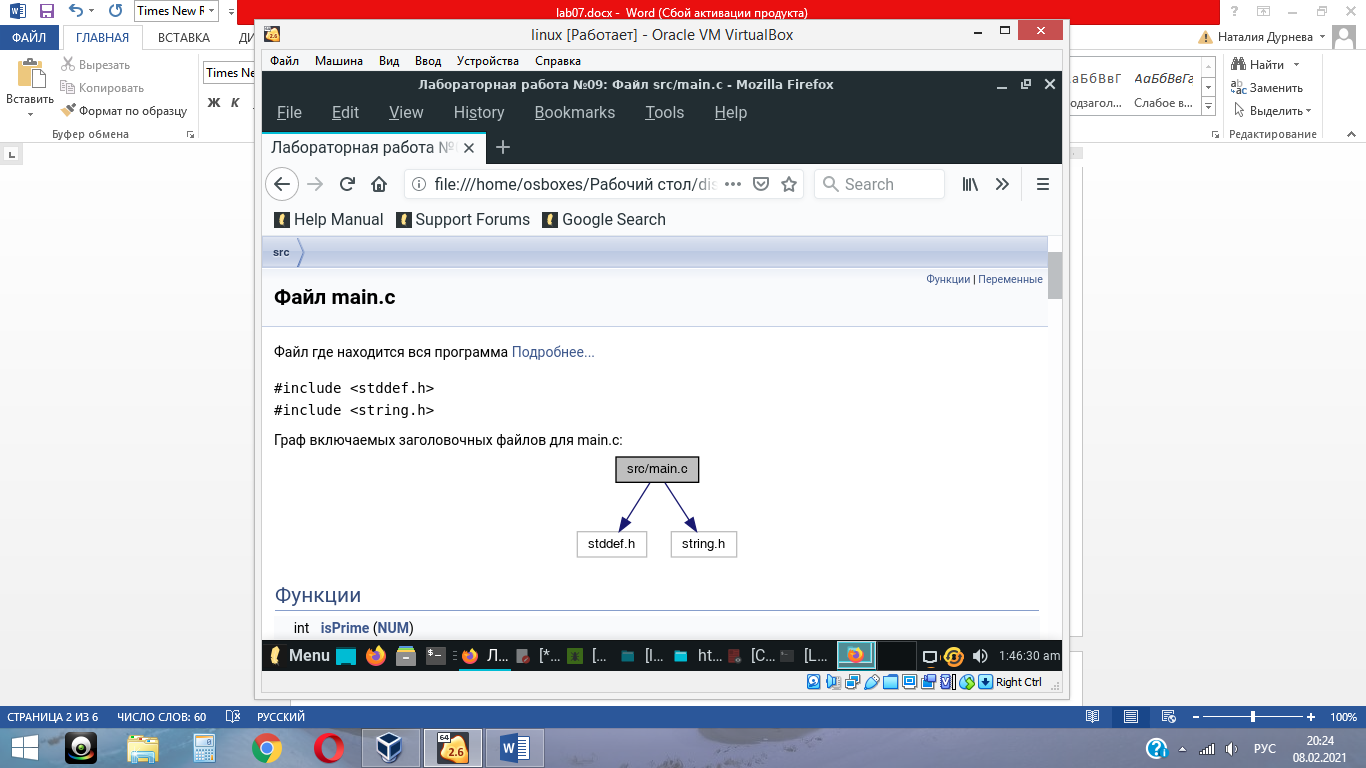 lab07.docx - Word (Сбой активации продукта)
Times New R
ФАЙЛ ГЛАВНАЯ ВСТАВКА ДИ
Наталия Дурнева
Вставить
Вырезать
Копировать
Формат по образцу
Буфер обмена
Times Ne
Ж К
АаБбВвГг
одзагол... Слабое в...
Найти
Заменить
Выделить
Редактирование
linux [Работает] - Oracle VM VirtualBox
Файл Машина Вид Ввод Устройства Справка
Лабораторная работа №09: Файл src/main.c - Mozilla Firefox
File Edit View History Bookmarks Tools Help
Лабораторная работа №
file:///home/osboxes/Рабочий стол/dis
Search
Help Manual Support Forums Google Search
src
Функции | Переменные
Файл main.c
Файл где находится вся программа Подробнее...
#include <stddef.h>
#include <string.h>
Граф включаемых заголовочных файлов для main.c:
src/main.c
stddef.h string.h
Функции
int isPrime (NUM)
Menu Л... [*... [... [I... ht... [C... [L... 1:46:30 am
Right Ctrl
СТРАНИЦА 2 ИЗ 6 ЧИСЛО СЛОВ: 60 РУССКИЙ 100%
64
2.6
РУС
20:24
08.02.2021